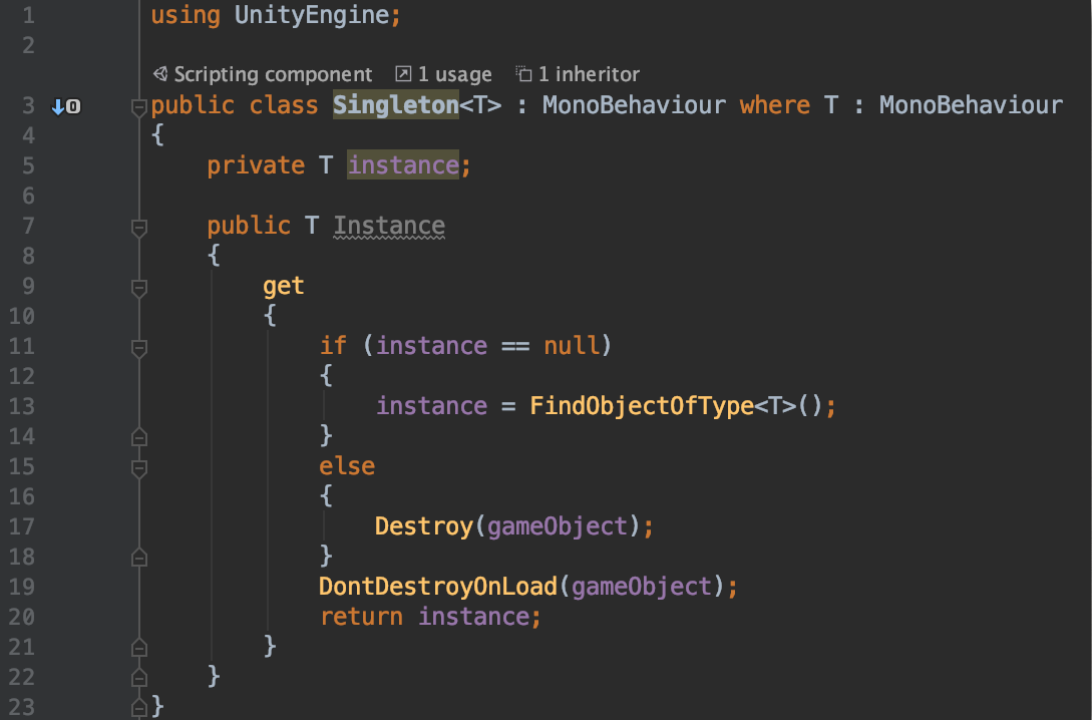 1 using UnityEngine;
2
Scripting component 1 usage 1 inheritor
3 public class Singleton<T> : MonoBehaviour where T : MonoBehaviour
4 {
5     private T instance;
6
7     public T Instance
8     {
9         get
10         {
11             if (instance == null)
12             {
13                 instance = FindObjectOfType<T>();
14             }
15             else
16             {
17                 Destroy(gameObject);
18             }
19             DontDestroyOnLoad(gameObject);
20             return instance;
21         }
22     }
23 }